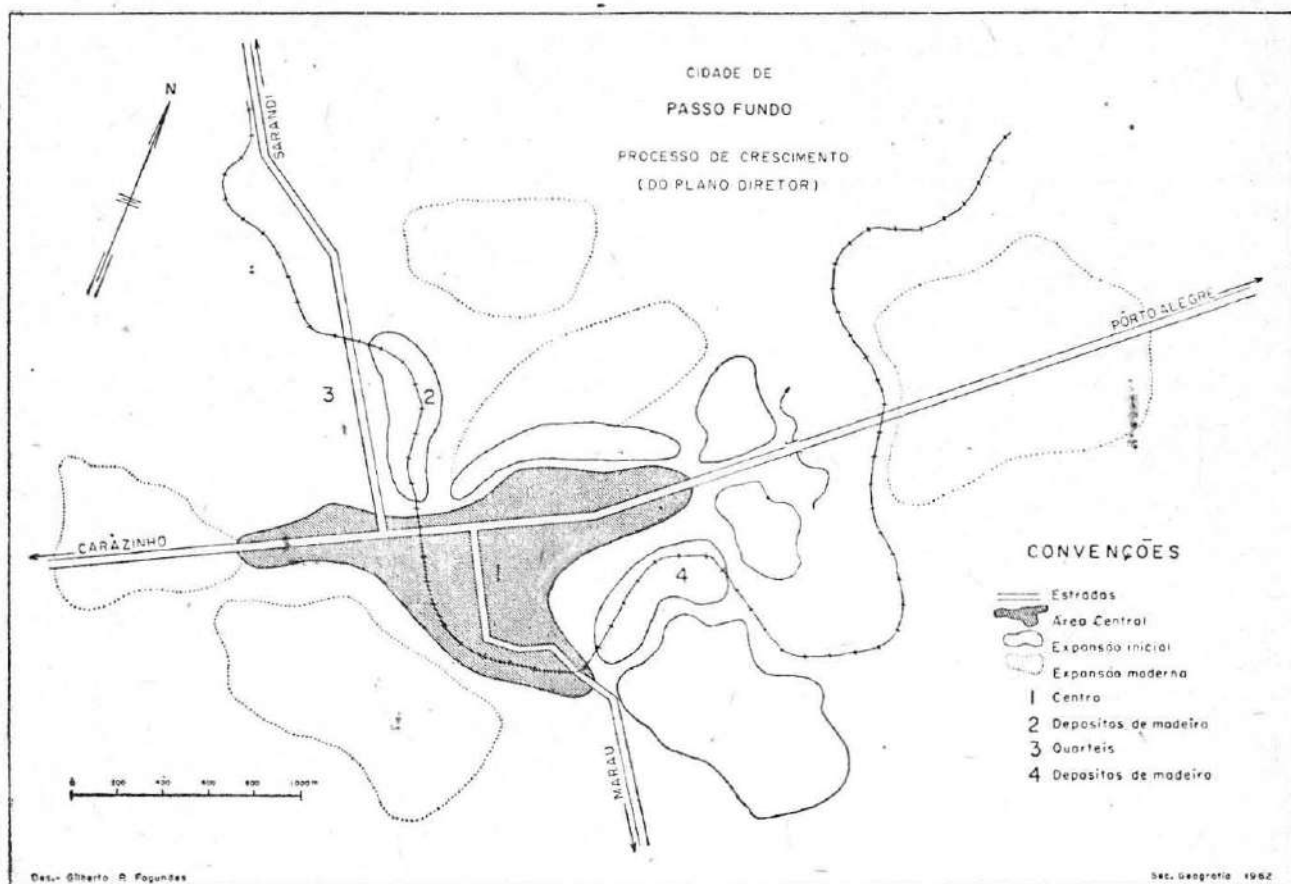 CIDADE DE
PASSO FUNDO
PROCESSO DE CRESCIMENTO
(DO PLANO DIRETOR)
N
SARANDI
PÔRTO ALEGRE
3
2
CARÀZINHO
1
4
MARAU
CONVENÇÕES
Estradas
Área Central
Expansão inicial
Expansão moderna
1 Centro
2 Depositos de madeira
3 Quarteis
4 Depositos de madeira
0 200 400 600 800 1000m
Des.- Gilberto R. Fagundes
Sec. Geografia 1962